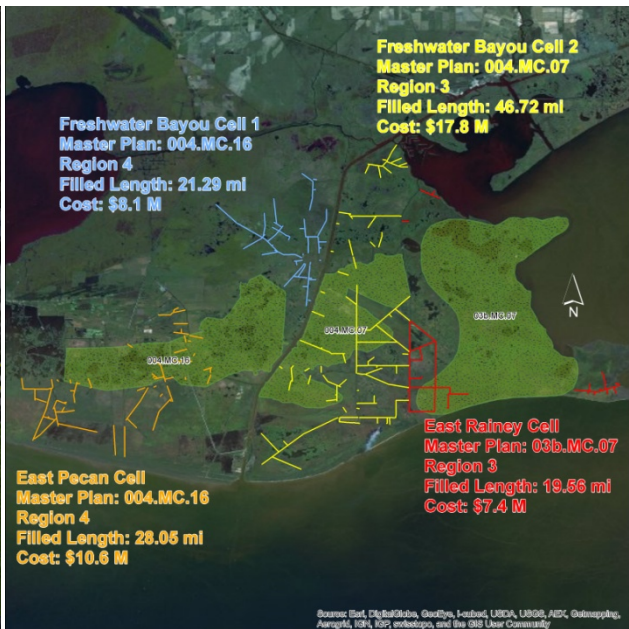 Freshwater Bayou Cell 2
Master Plan: 004.MC.07
Region 3
Filled Length: 46.72 mi
Cost: $17.8 M
Freshwater Bayou Cell 1
Master Plan: 004.MC.16
Region 4
Filled Length: 21.29 mi
Cost: $8.1 M
N
03b.MC.07
004.MC.07
004.MC.16
East Rainey Cell
Master Plan: 03b.MC.07
Region 3
Filled Length: 19.56 mi
Cost: $7.4 M
East Pecan Cell
Master Plan: 004.MC.16
Region 4
Filled Length: 28.05 mi
Cost: $10.6 M
Source: Esri, DigitalGlobe, GeoEye, i-cubed, USDA, USGS, AEX, Getmapping,
Aerogrid, IGN, IGP, swisstopo, and the GIS User Community